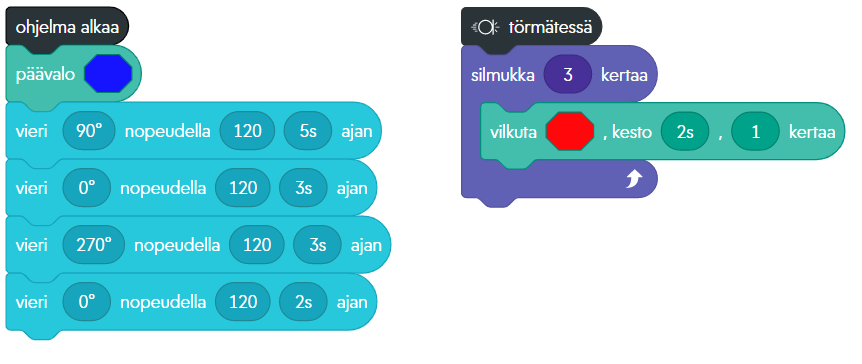 ohjelma alkaa
päävalo
vieri 90° nopeudella 120 5s ajan
vieri 0° nopeudella 120 3s ajan
vieri 270° nopeudella 120 3s ajan
vieri 0° nopeudella 120 2s ajan
törmätessä
silmukka 3 kertaa
vilkuta , kesto 2s , 1 kertaa